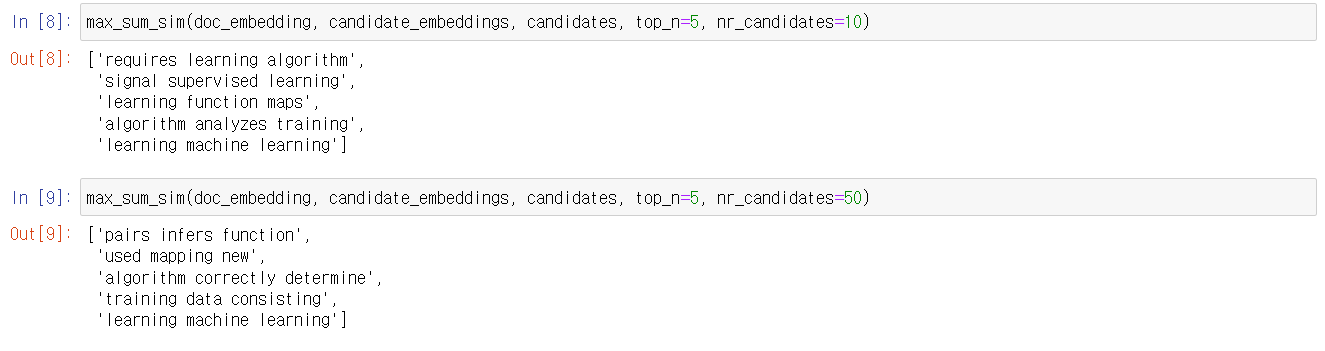 In [8]: max_sum_sim(doc_embedding, candidate_embeddings, candidates, top_n=5, nr_candidates=10)
Out[8]: ['requires learning algorithm',
'signal supervised learning',
'learning function maps',
'algorithm analyzes training',
'learning machine learning']
In [9]: max_sum_sim(doc_embedding, candidate_embeddings, candidates, top_n=5, nr_candidates=50)
Out[9]: ['pairs infers function',
'used mapping new',
'algorithm correctly determine',
'training data consisting',
'learning machine learning']